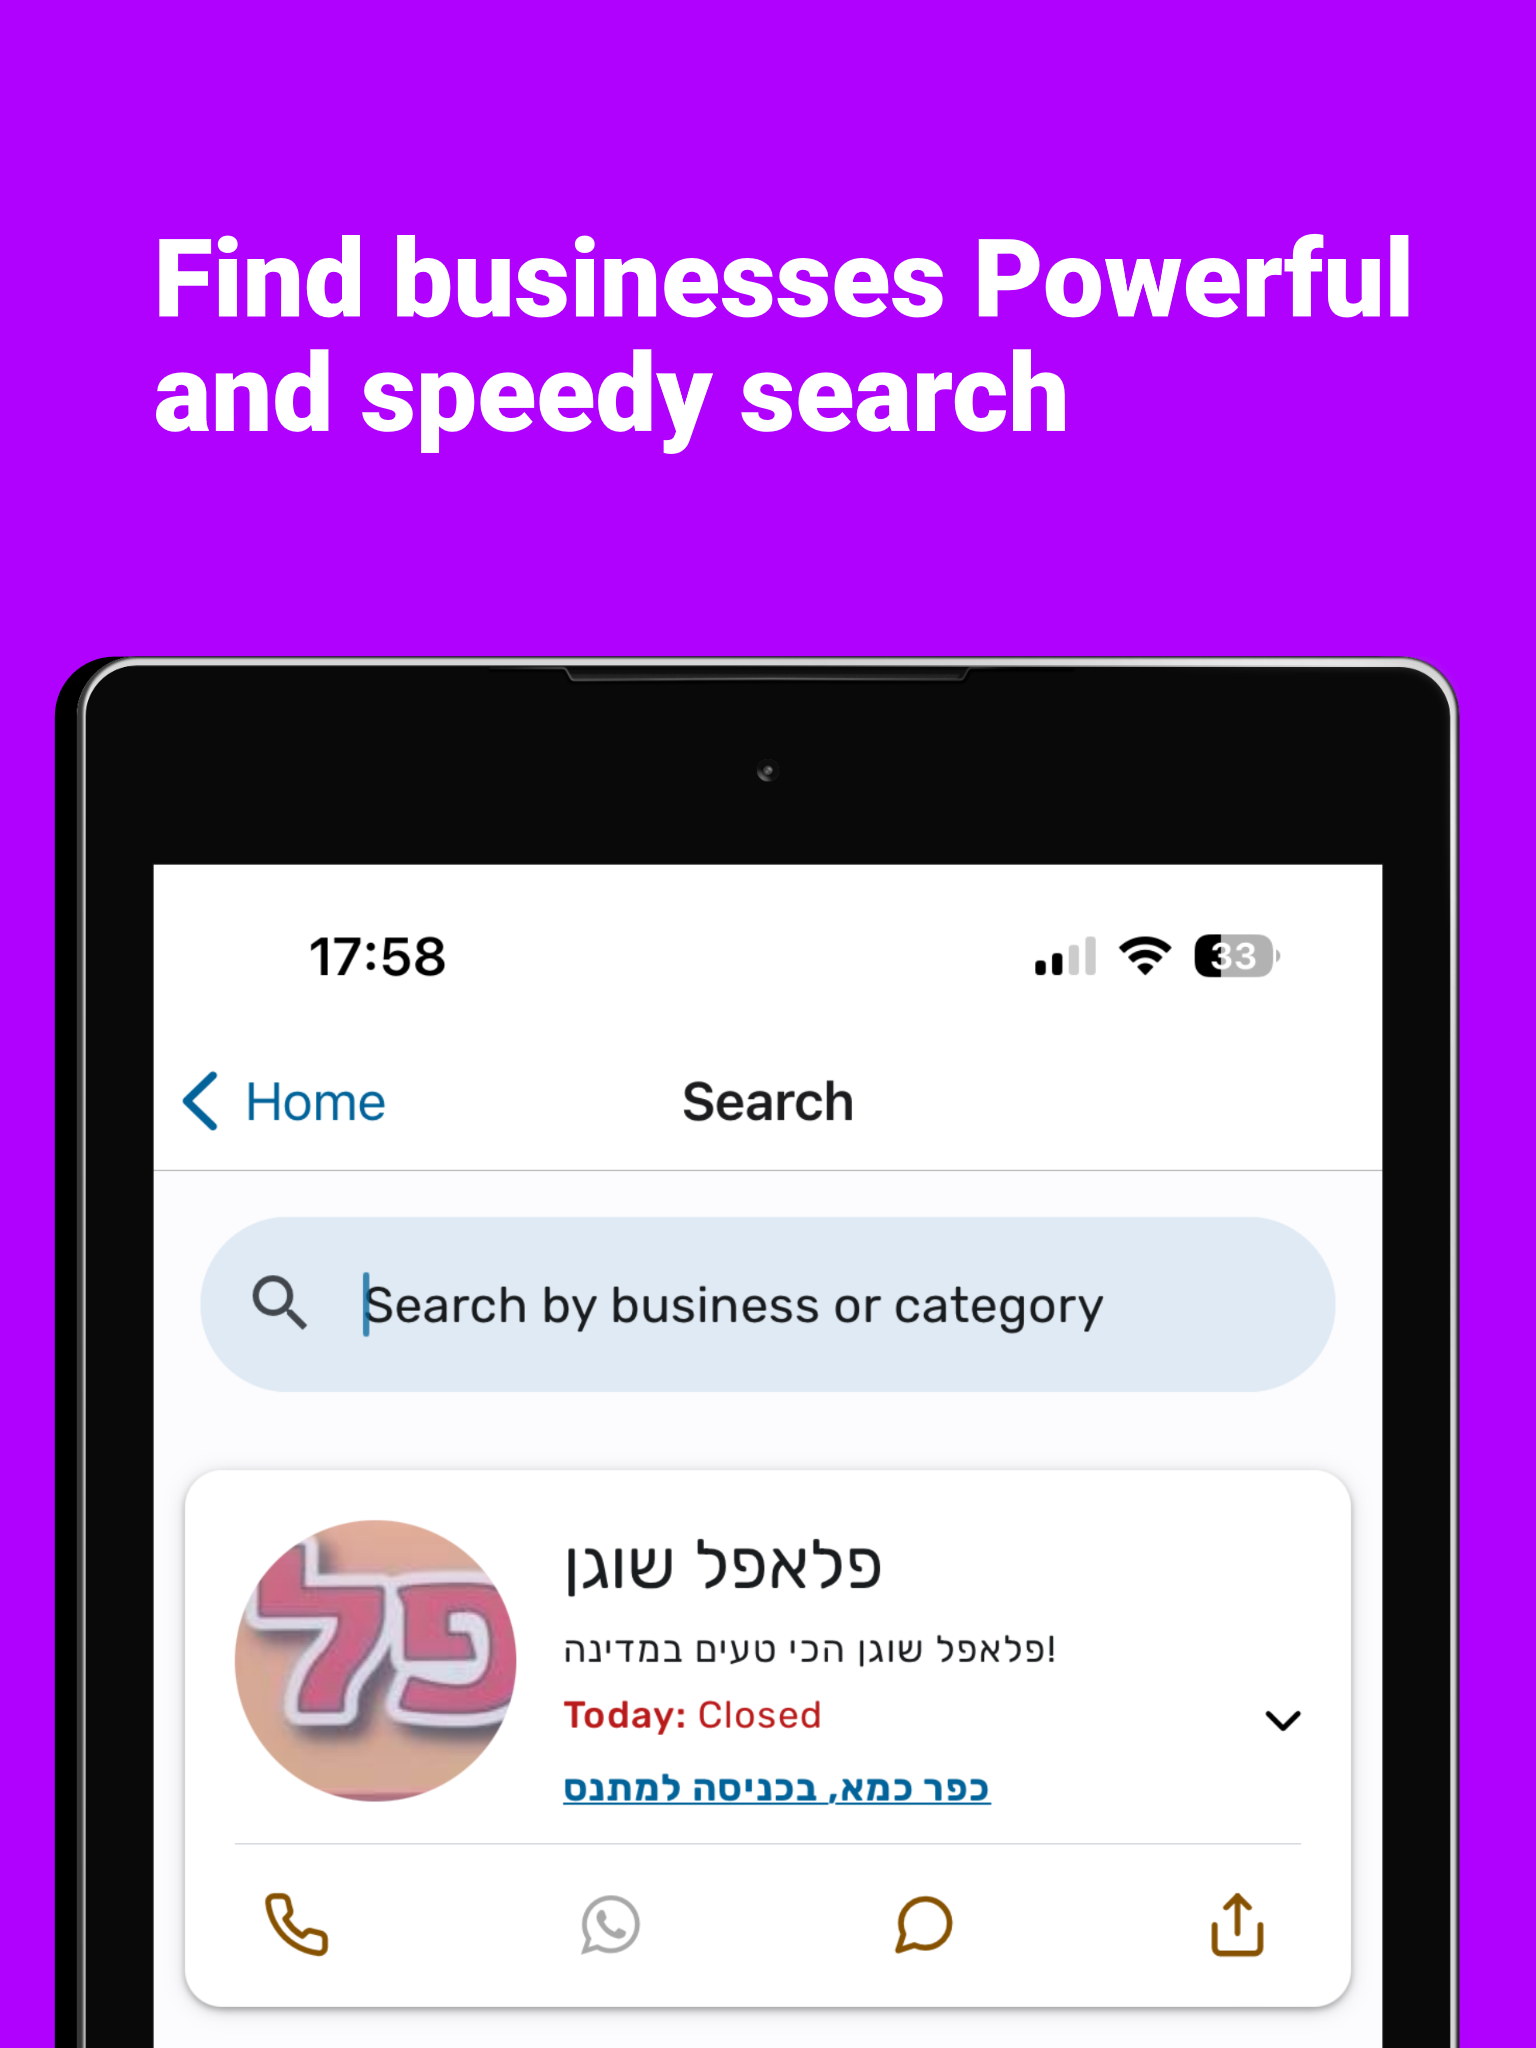 Find businesses Powerful
and speedy search
17:58
33
Home
Search
Search by business or category
פל
פלאפל שוגן
פלאפל שוגן הכי טעים במדינה!
Today: Closed
כפר כמא, בכניסה למתנס